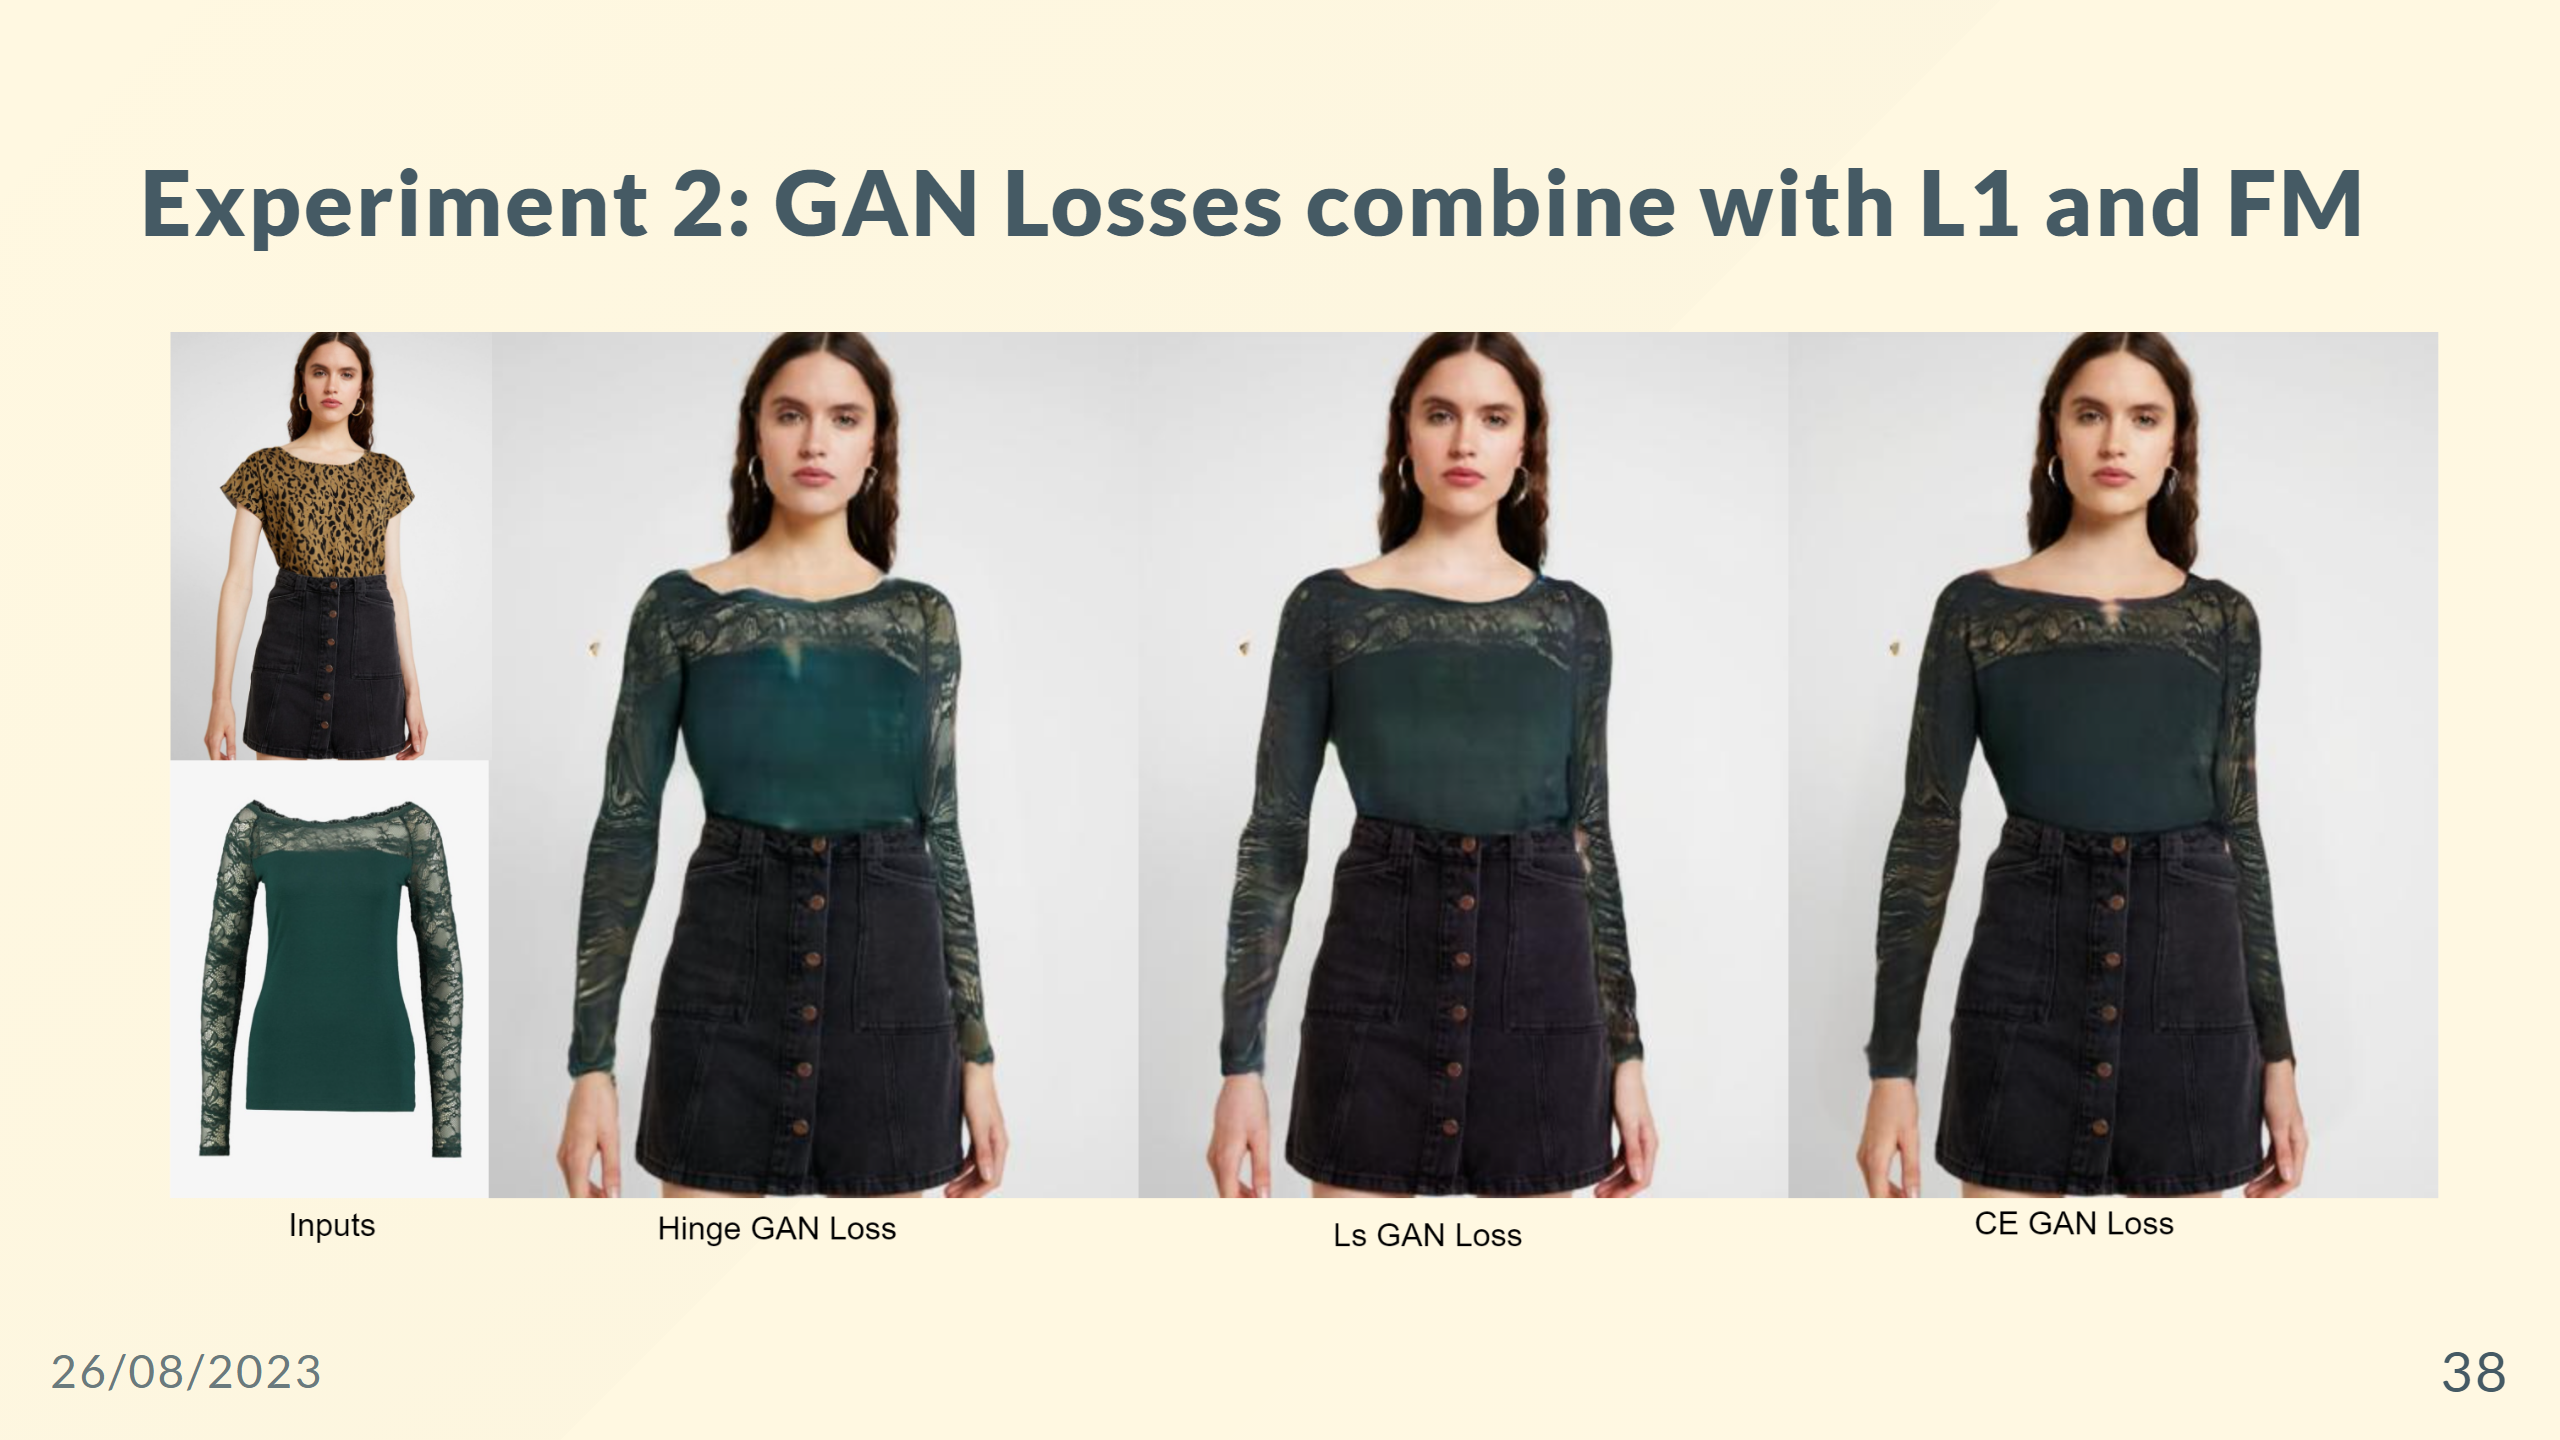 Experiment 2: GAN Losses combine with L1 and FM
Inputs
Hinge GAN Loss
Ls GAN Loss
CE GAN Loss
26/08/2023
38